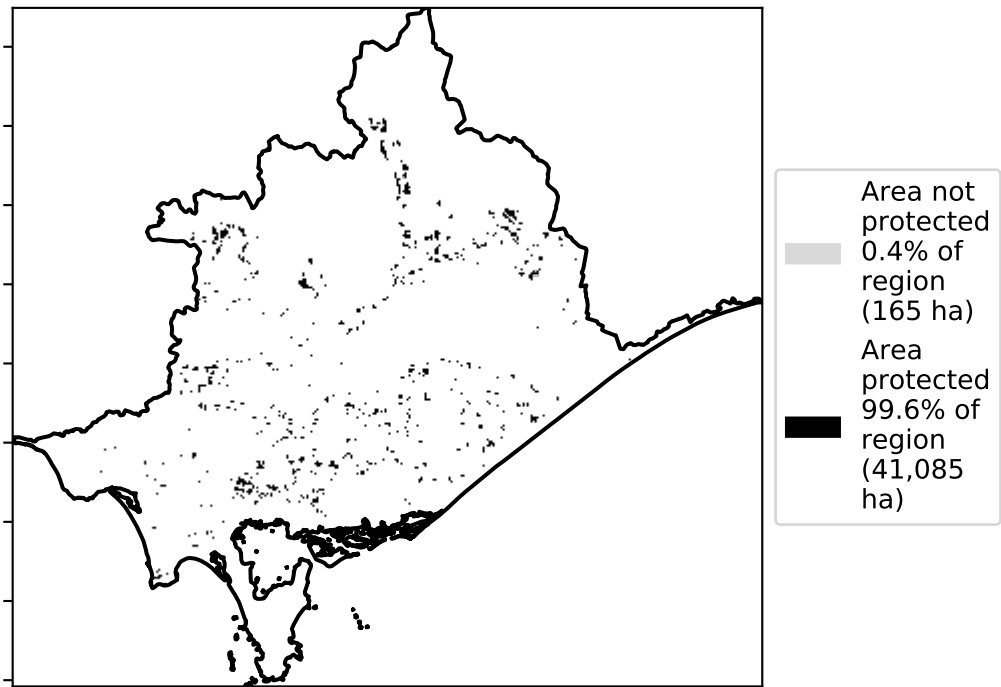 Area not
protected
0.4% of
region
(165 ha)
Area
protected
99.6% of
region
(41,085
ha)